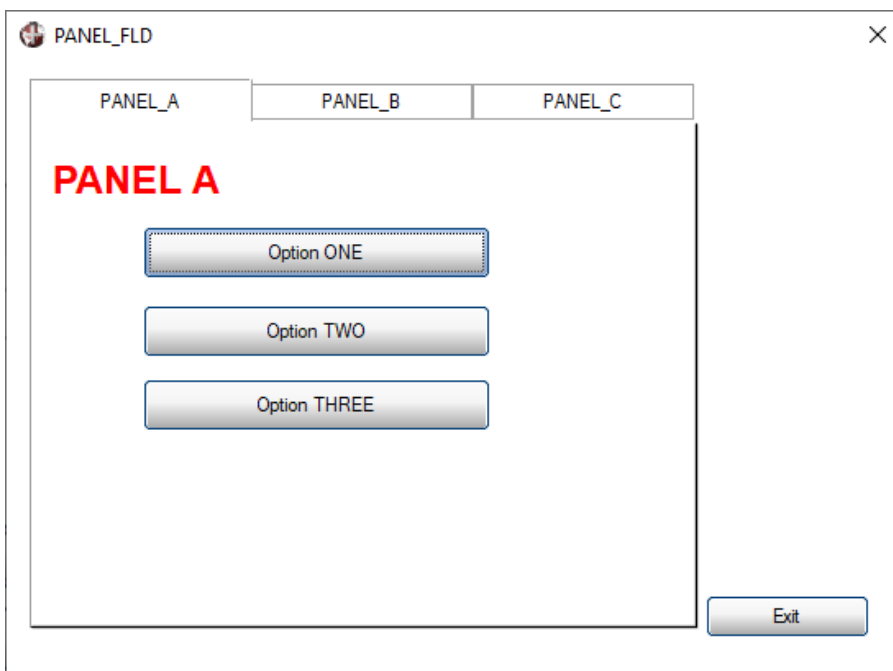 PANEL_FLD
PANEL_A PANEL_B PANEL_C
PANEL A
Option ONE
Option TWO
Option THREE
Exit